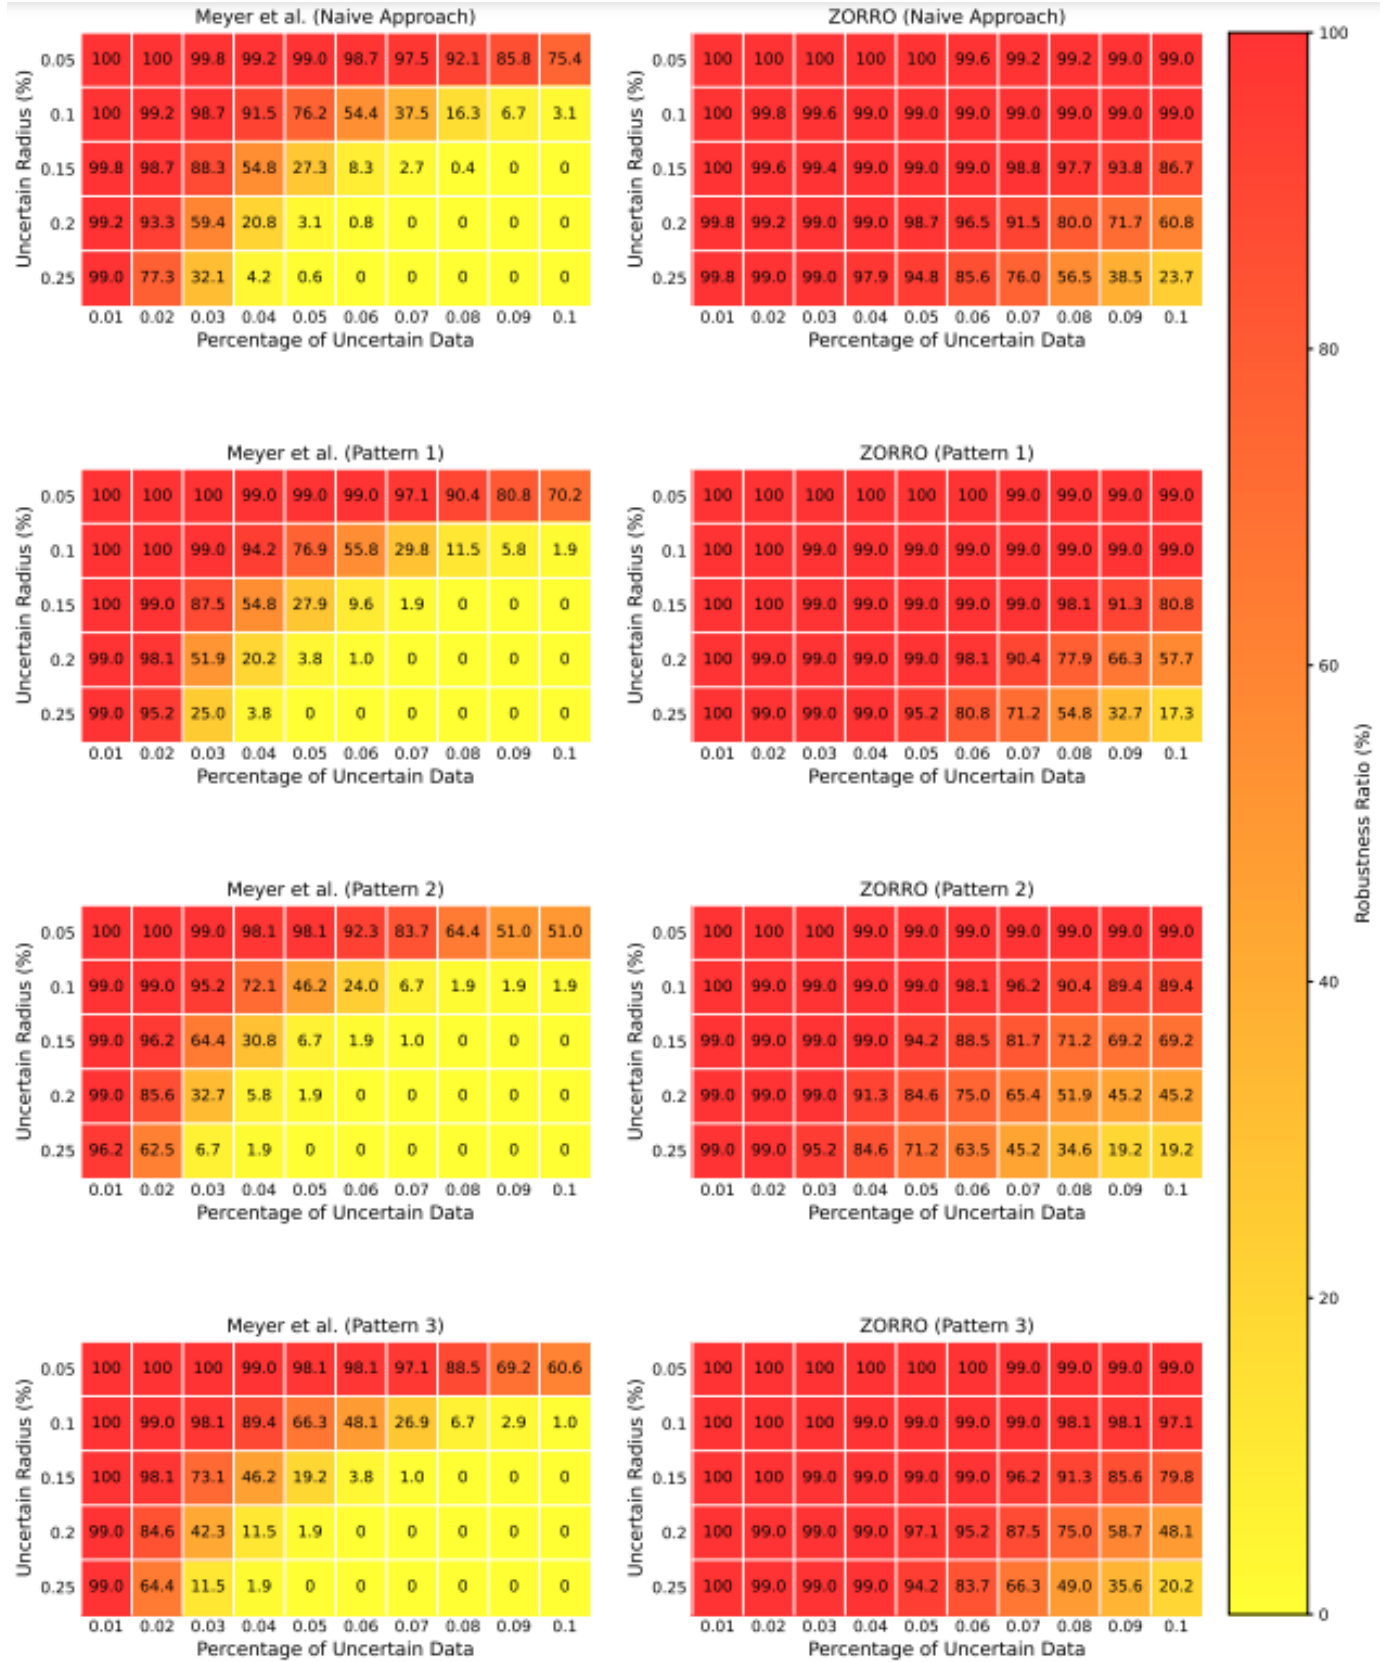 Meyer et al. (Naive Approach)
Uncertain Radius (%)
0.05 100 100 99.8 99.2 99.0 98.7 97.5 92.1 85.8 75.4
0.1 100 99.2 98.7 91.5 76.2 54.4 37.5 16.3 6.7 3.1
0.15 99.8 98.7 88.3 54.8 27.3 8.3 2.7 0.4 0 0
0.2 99.2 93.3 59.4 20.8 3.1 0.8 0 0 0 0
0.25 99.0 77.3 32.1 4.2 0.6 0 0 0 0 0
0.01 0.02 0.03 0.04 0.05 0.06 0.07 0.08 0.09 0.1
Percentage of Uncertain Data
ZORRO (Naive Approach)
Uncertain Radius (%)
0.05 100 100 100 100 100 99.6 99.2 99.2 99.0 99.0
0.1 100 99.8 99.6 99.0 99.0 99.0 99.0 99.0 99.0 99.0
0.15 100 99.6 99.4 99.0 99.0 99.0 98.8 97.7 93.8 86.7
0.2 99.8 99.2 99.0 99.0 98.7 96.5 91.5 80.0 71.7 60.8
0.25 99.8 99.0 99.0 97.9 94.8 85.6 76.0 56.5 38.5 23.7
0.01 0.02 0.03 0.04 0.05 0.06 0.07 0.08 0.09 0.1
Percentage of Uncertain Data
Meyer et al. (Pattern 1)
Uncertain Radius (%)
0.05 100 100 100 99.0 99.0 99.0 97.1 90.4 80.8 70.2
0.1 100 100 99.0 94.2 76.9 55.8 29.8 11.5 5.8 1.9
0.15 100 99.0 87.5 54.8 27.9 9.6 1.9 0 0 0
0.2 99.0 98.1 51.9 20.2 3.8 1.0 0 0 0 0
0.25 99.0 95.2 25.0 3.8 0 0 0 0 0 0
0.01 0.02 0.03 0.04 0.05 0.06 0.07 0.08 0.09 0.1
Percentage of Uncertain Data
ZORRO (Pattern 1)
Uncertain Radius (%)
0.05 100 100 100 100 100 100 99.0 99.0 99.0 99.0
0.1 100 100 99.0 99.0 99.0 99.0 99.0 99.0 99.0 99.0
0.15 100 100 99.0 99.0 99.0 99.0 99.0 98.1 91.3 80.8
0.2 100 99.0 99.0 99.0 99.0 98.1 90.4 77.9 66.3 57.7
0.25 100 99.0 99.0 99.0 95.2 80.8 71.2 54.8 32.7 17.3
0.01 0.02 0.03 0.04 0.05 0.06 0.07 0.08 0.09 0.1
Percentage of Uncertain Data
Meyer et al. (Pattern 2)
Uncertain Radius (%)
0.05 100 100 99.0 98.1 98.1 92.3 83.7 64.4 51.0 51.0
0.1 99.0 99.0 95.2 72.1 46.2 24.0 6.7 1.9 1.9 1.9
0.15 99.0 96.2 64.4 30.8 6.7 1.9 1.0 0 0 0
0.2 99.0 85.6 32.7 5.8 1.9 0 0 0 0 0
0.25 96.2 62.5 6.7 1.9 0 0 0 0 0 0
0.01 0.02 0.03 0.04 0.05 0.06 0.07 0.08 0.09 0.1
Percentage of Uncertain Data
ZORRO (Pattern 2)
Uncertain Radius (%)
0.05 100 100 100 99.0 99.0 99.0 99.0 99.0 99.0 99.0
0.1 100 99.0 99.0 99.0 99.0 98.1 96.2 90.4 89.4 89.4
0.15 99.0 99.0 99.0 99.0 94.2 88.5 81.7 71.2 69.2 69.2
0.2 99.0 99.0 99.0 91.3 84.6 75.0 65.4 51.9 45.2 45.2
0.25 99.0 99.0 95.2 84.6 71.2 63.5 45.2 34.6 19.2 19.2
0.01 0.02 0.03 0.04 0.05 0.06 0.07 0.08 0.09 0.1
Percentage of Uncertain Data
Meyer et al. (Pattern 3)
Uncertain Radius (%)
0.05 100 100 100 99.0 98.1 98.1 97.1 88.5 69.2 60.6
0.1 100 99.0 98.1 89.4 66.3 48.1 26.9 6.7 2.9 1.0
0.15 100 98.1 73.1 46.2 19.2 3.8 1.0 0 0 0
0.2 99.0 84.6 42.3 11.5 1.9 0 0 0 0 0
0.25 99.0 64.4 11.5 1.9 0 0 0 0 0 0
0.01 0.02 0.03 0.04 0.05 0.06 0.07 0.08 0.09 0.1
Percentage of Uncertain Data
ZORRO (Pattern 3)
Uncertain Radius (%)
0.05 100 100 100 100 100 100 99.0 99.0 99.0 99.0
0.1 100 100 100 99.0 99.0 99.0 99.0 98.1 98.1 97.1
0.15 100 100 99.0 99.0 99.0 99.0 96.2 91.3 85.6 79.8
0.2 100 99.0 99.0 99.0 97.1 95.2 87.5 75.0 58.7 48.1
0.25 100 99.0 99.0 99.0 94.2 83.7 66.3 49.0 35.6 20.2
0.01 0.02 0.03 0.04 0.05 0.06 0.07 0.08 0.09 0.1
Percentage of Uncertain Data
100
80
60
40
20
0
Robustness Ratio (%)